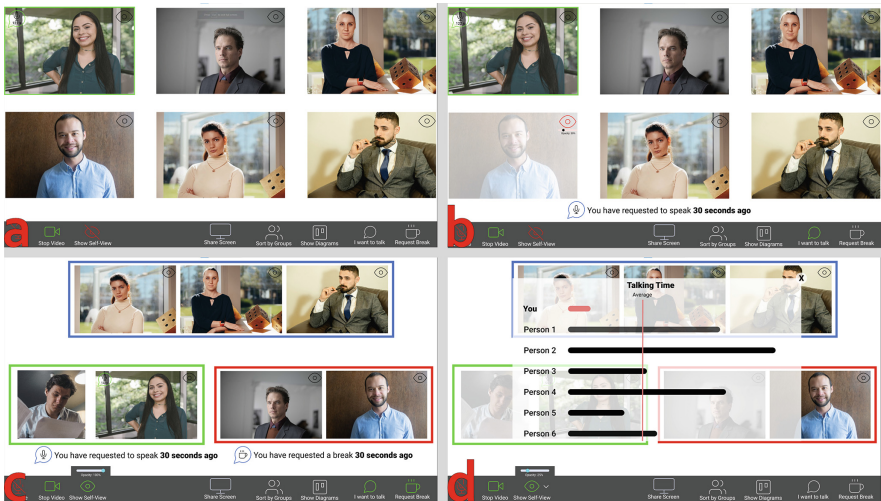 a
Stop Video Show Self-View Share Screen Sort by Groups Show Diagrams I want to talk Request Break
You have requested to speak 30 seconds ago
b
Stop Video Show Self-View Share Screen Sort by Groups Show Diagrams I want to talk Request Break
You have requested to speak 30 seconds ago
You have requested a break 30 seconds ago
c
Stop Video Show Self-View Share Screen Sort by Groups Show Diagrams I want to talk Request Break
Talking Time
X
Average
You
Person 1
Person 2
Person 3
Person 4
Person 5
Person 6
d
Stop Video Show Self-View Share Screen Sort by Groups Show Diagrams I want to talk Request Break